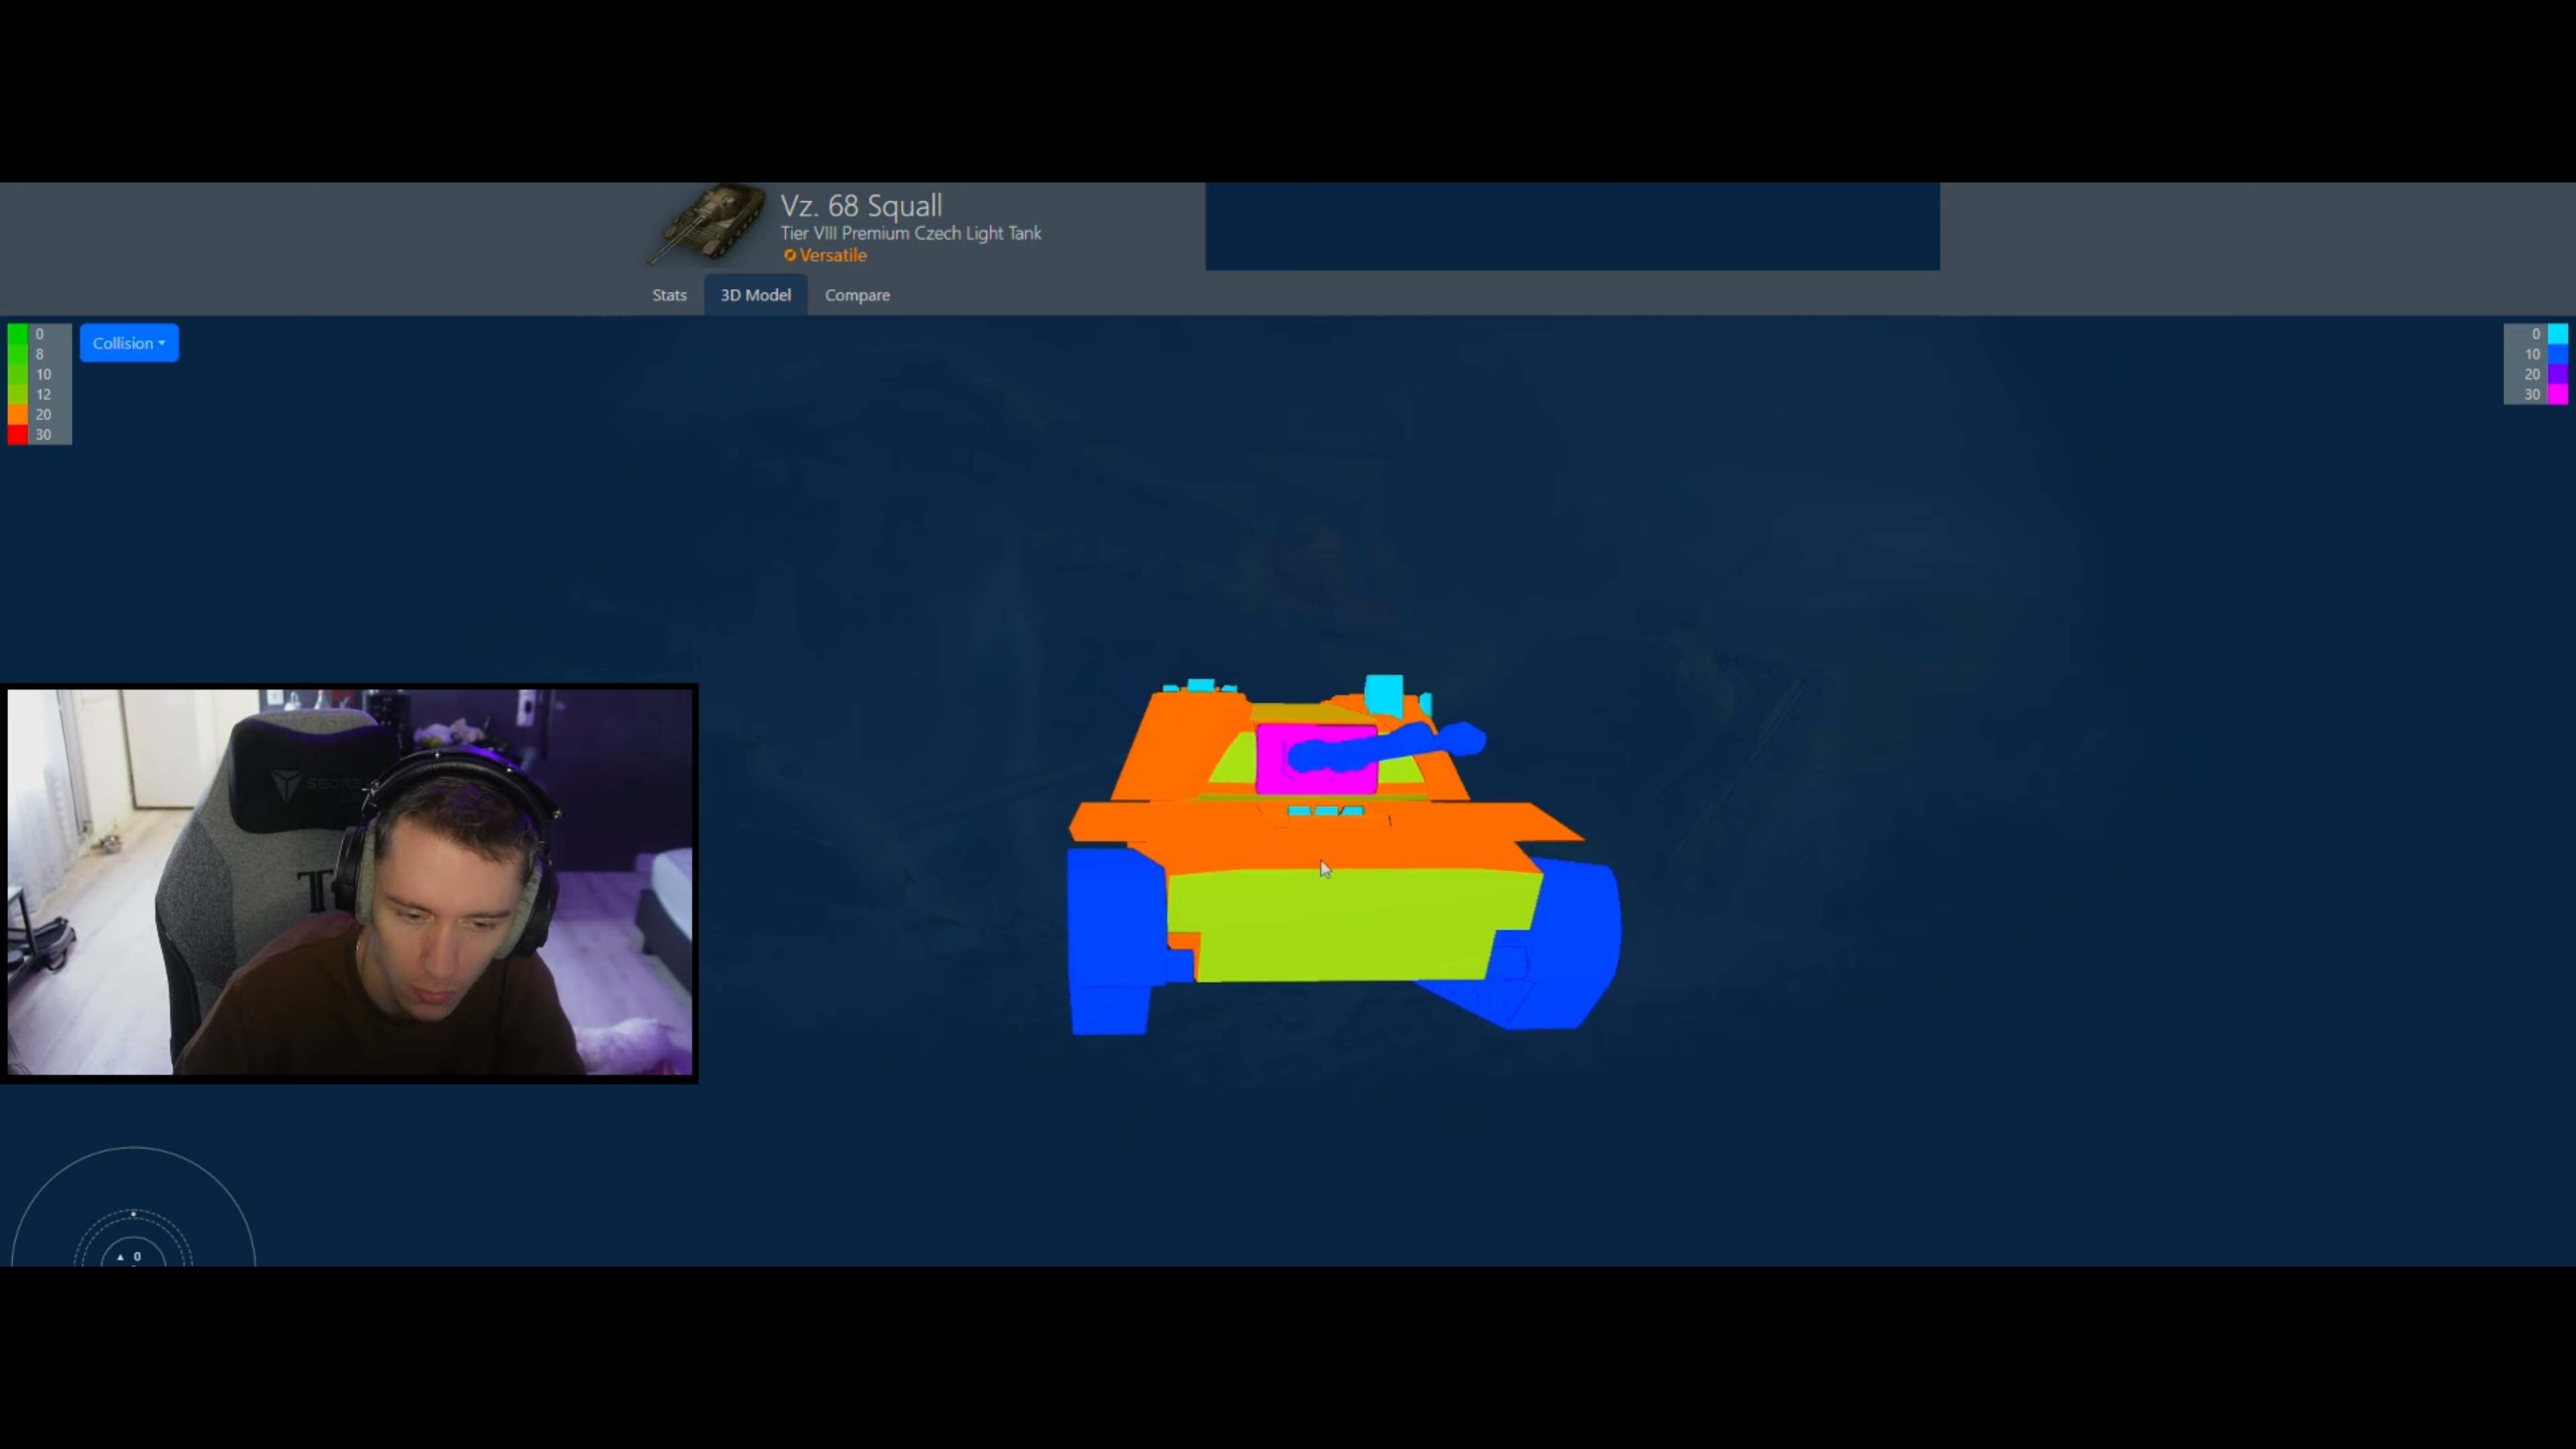 Vz. 68 Squall
Tier VIII Premium Czech Light Tank
Versatile
Stats
3D Model
Compare
0
8
10
12
20
30
Collision
0
10
20
30
0